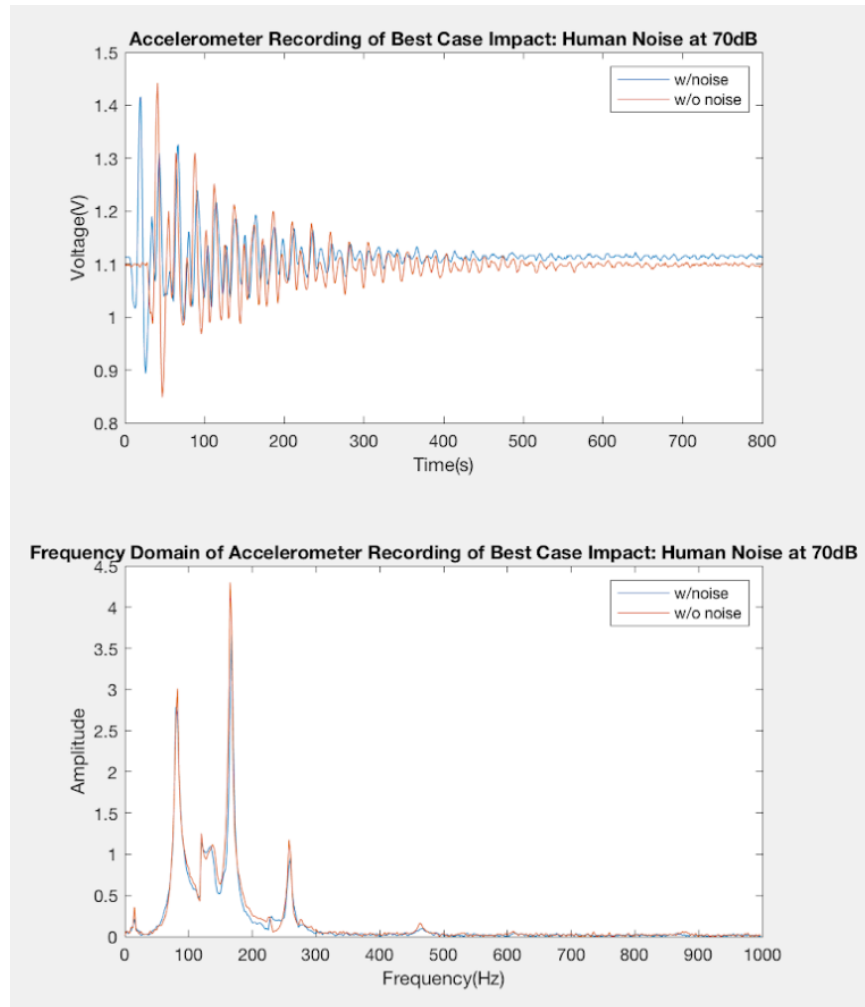 Accelerometer Recording of Best Case Impact: Human Noise at 70dB
1.5
w/noise
w/o noise
1.4
1.3
1.2
1.1
1
0.9
0.8
Voltage(V)
0 100 200 300 400 500 600 700 800
Time(s)
Frequency Domain of Accelerometer Recording of Best Case Impact: Human Noise at 70dB
4.5
w/noise
w/o noise
4
3.5
3
2.5
2
1.5
1
0.5
0
Amplitude
0 100 200 300 400 500 600 700 800 900 1000
Frequency(Hz)